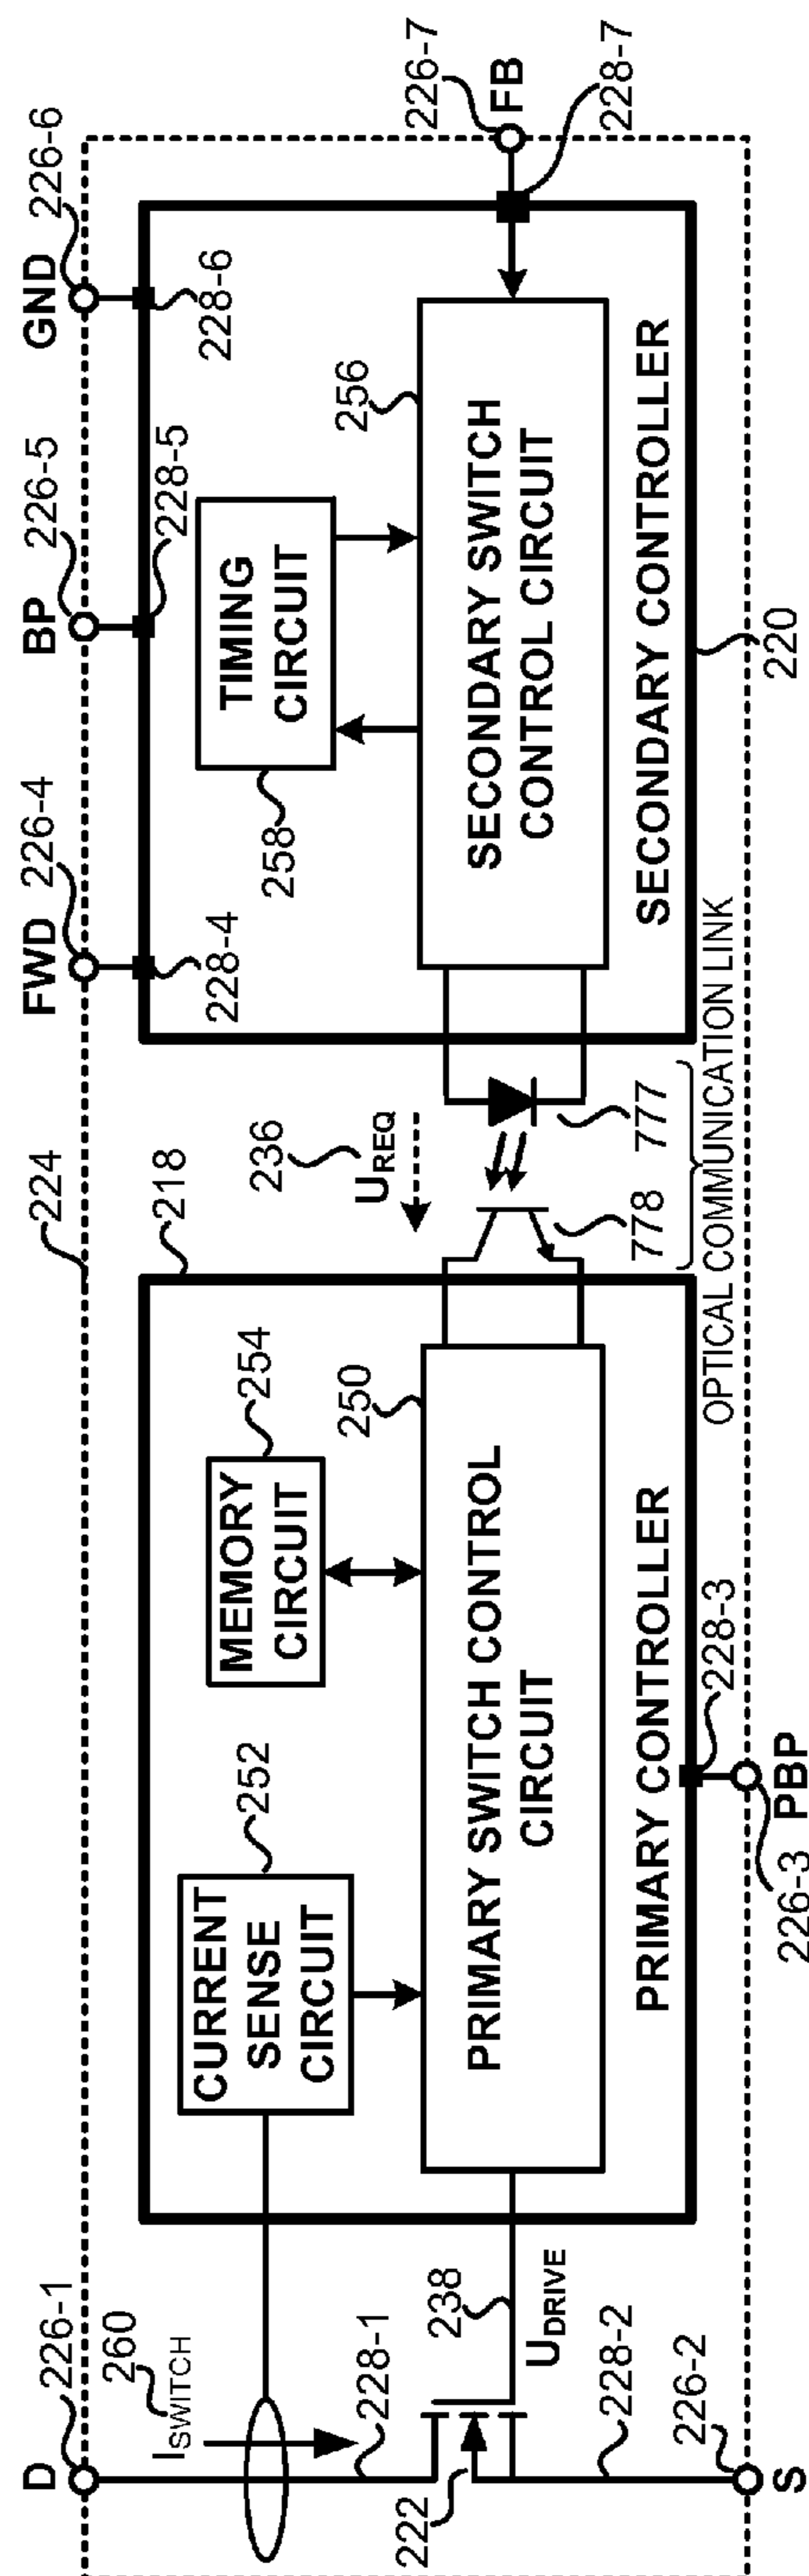 D
226-1
260
ISWITCH
228-1
222
228-2
226-2
S
238
UDRIVE
CURRENT
SENSE
CIRCUIT
252
MEMORY
CIRCUIT
254
PRIMARY SWITCH CONTROL
CIRCUIT
250
PRIMARY CONTROLLER
218
228-3
226-3
PBP
224
236
UREQ
778
777
OPTICAL COMMUNICATION LINK
FWD
226-4
228-4
BP
226-5
228-5
GND
226-6
228-6
TIMING
CIRCUIT
258
SECONDARY SWITCH
CONTROL CIRCUIT
256
SECONDARY CONTROLLER
220
226-7
FB
228-7